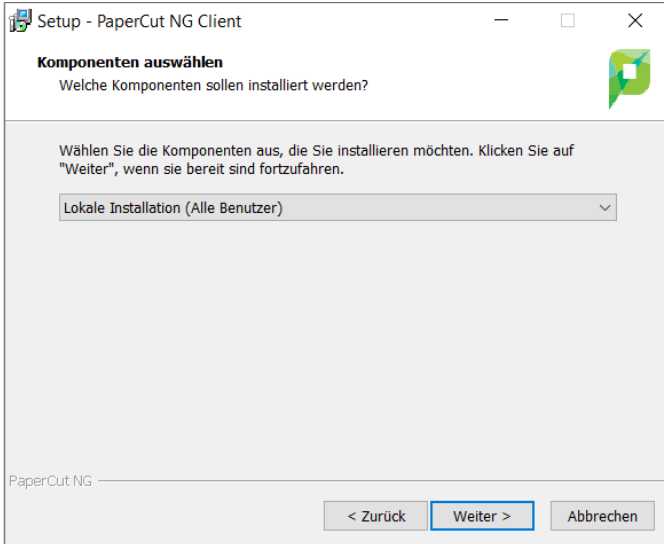 Setup - PaperCut NG Client
Komponenten auswählen
Welche Komponenten sollen installiert werden?
Wählen Sie die Komponenten aus, die Sie installieren möchten. Klicken Sie auf
"Weiter", wenn sie bereit sind fortzufahren.
Lokale Installation (Alle Benutzer)
PaperCut NG
< Zurück
Weiter >
Abbrechen